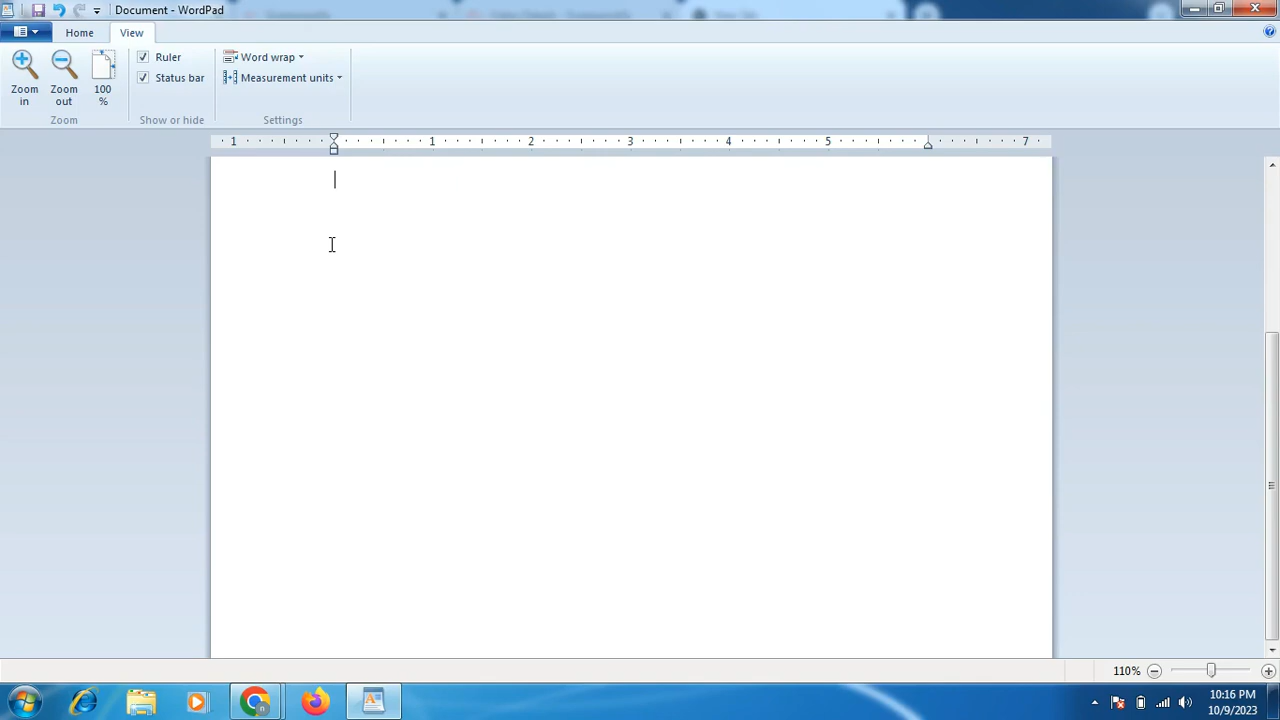 Document - WordPad
Home View
Zoom in
Zoom out
100 %
Zoom
Ruler
Status bar
Show or hide
Word wrap
Measurement units
Settings
1 1 2 3 4 5 7
110%
10:16 PM
10/9/2023